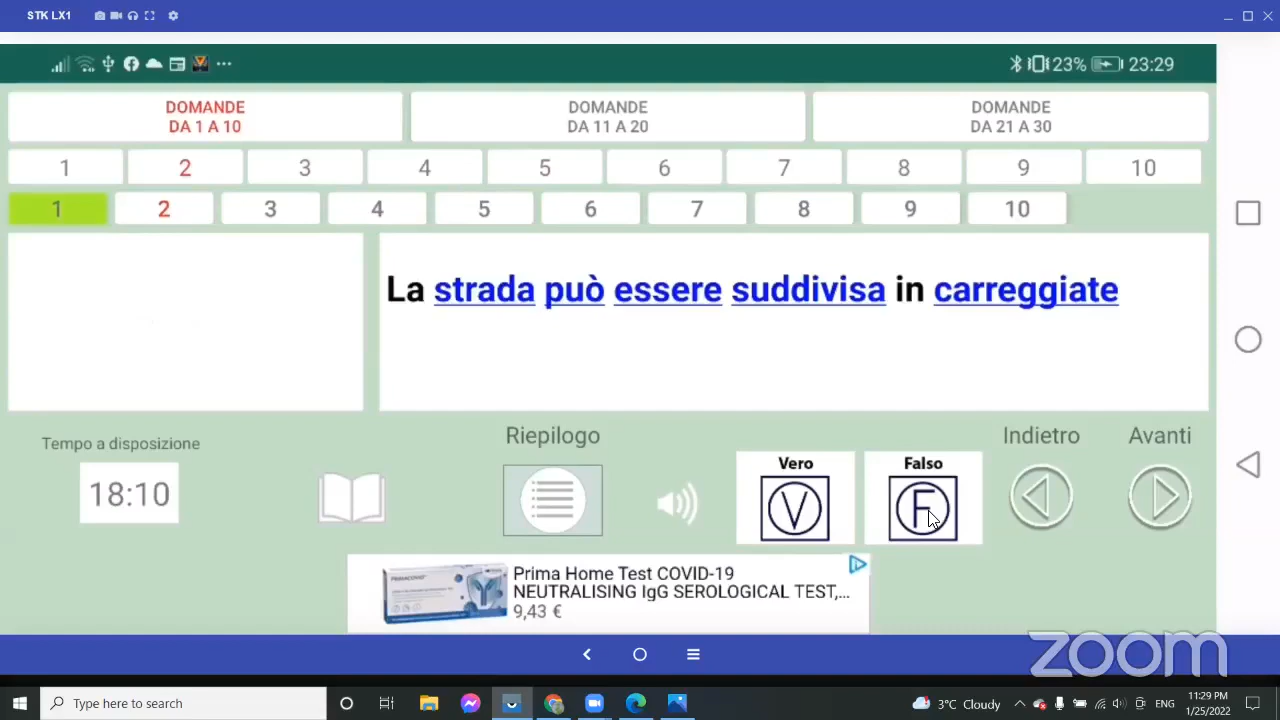 STK LX1
23% 23:29
DOMANDE
DA 1 A 10
DOMANDE
DA 11 A 20
DOMANDE
DA 21 A 30
1 2 3 4 5 6 7 8 9 10
1 2 3 4 5 6 7 8 9 10
La strada può essere suddivisa in carreggiate
Tempo a disposizione
18:10
Riepilogo
Vero
V
Falso
F
Indietro
Avanti
Prima Home Test COVID-19
NEUTRALISING IgG SEROLOGICAL TEST,...
9,43 €
zoom
Type here to search
3°C Cloudy
ENG
11:29 PM
1/25/2022